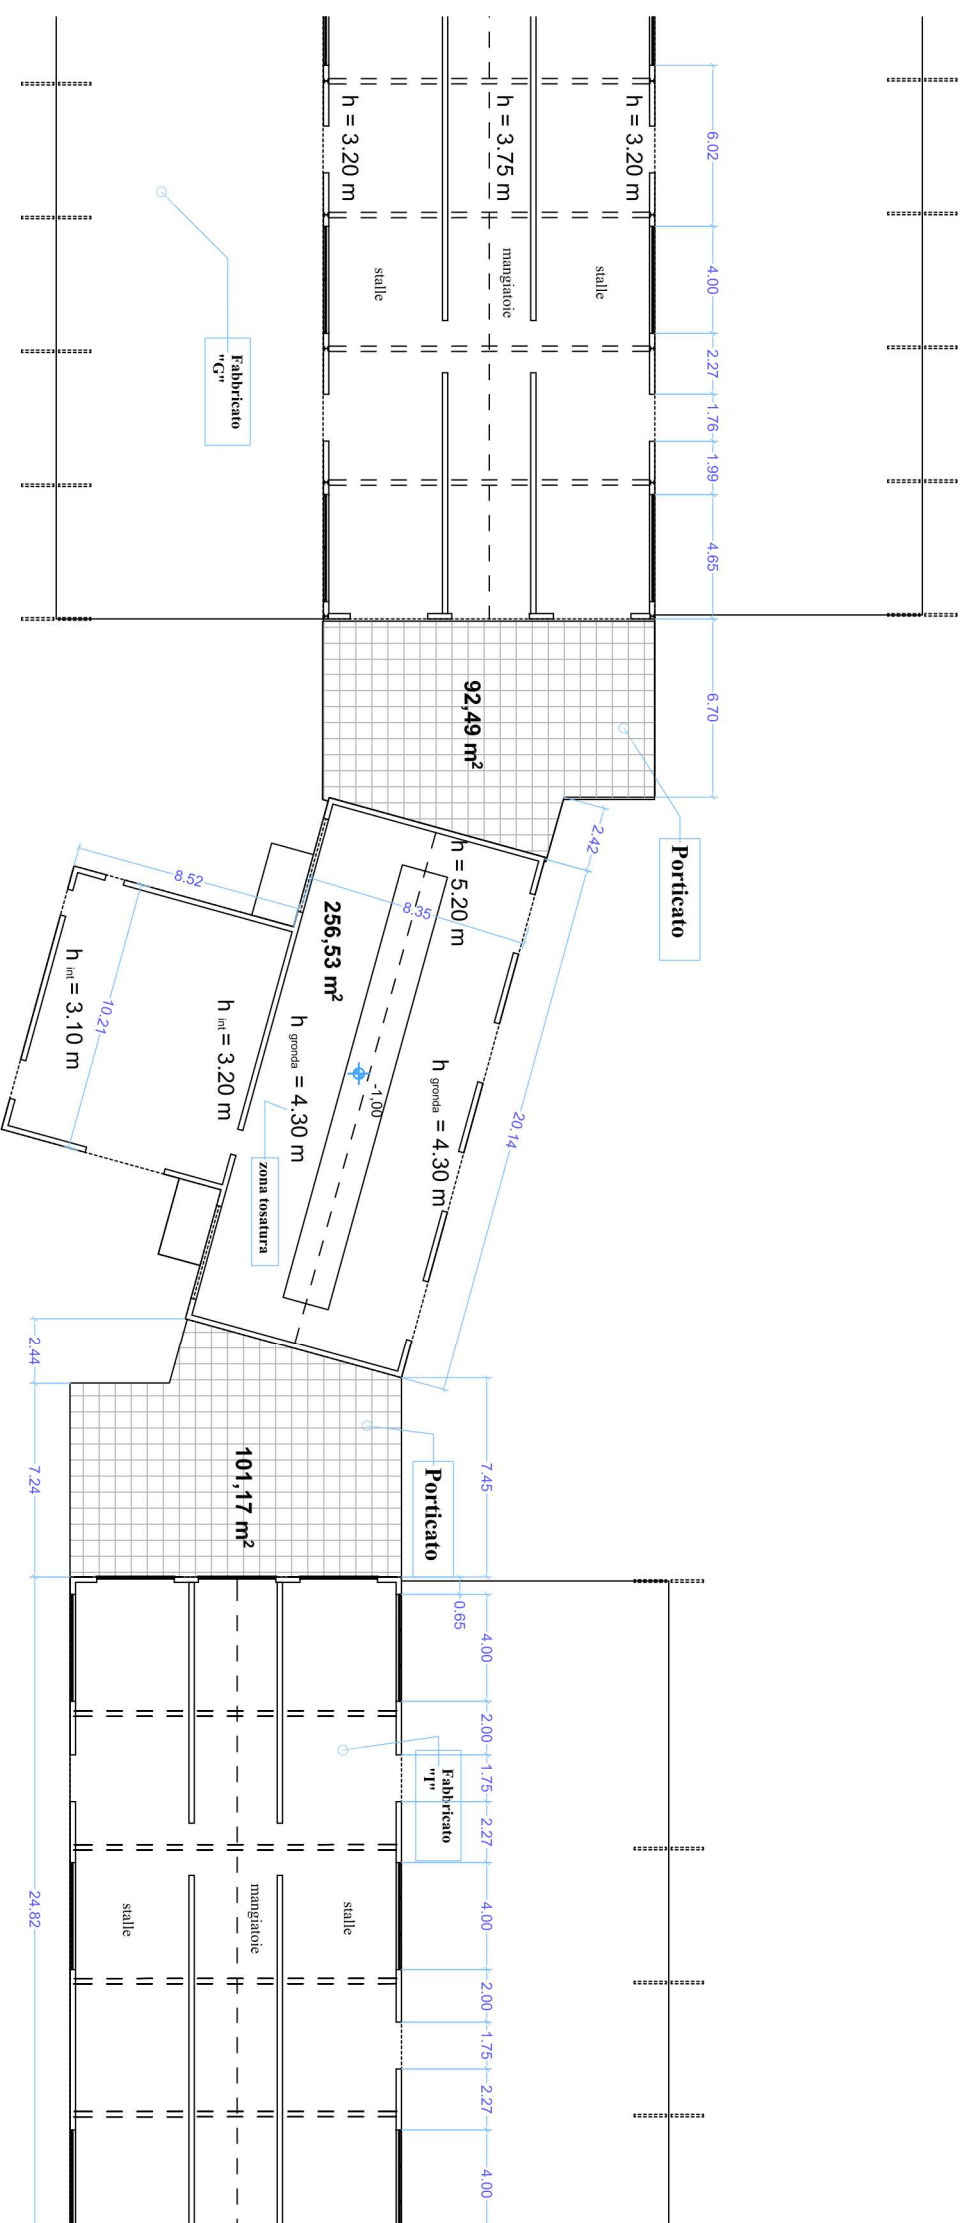 h = 3.20 m
h = 3.75 m
h = 3.20 m
6.02
4.00
2.27
1.76
1.99
4.65
6.70
stalle
mangiatoie
stalle
Fabbricato
"G"
92,49 m²
Porticato
2.42
8.52
8.35
h = 5.20 m
256,53 m²
10.21
h int = 3.10 m
h int = 3.20 m
h gronda = 4.30 m
-1,00
h gronda = 4.30 m
20.14
zona tosatura
2.44
7.24
7.45
101,17 m²
Porticato
0.65
4.00
2.00
1.75
2.27
4.00
2.00
1.75
2.27
4.00
Fabbricato
"I"
stalle
mangiatoie
stalle
24.82